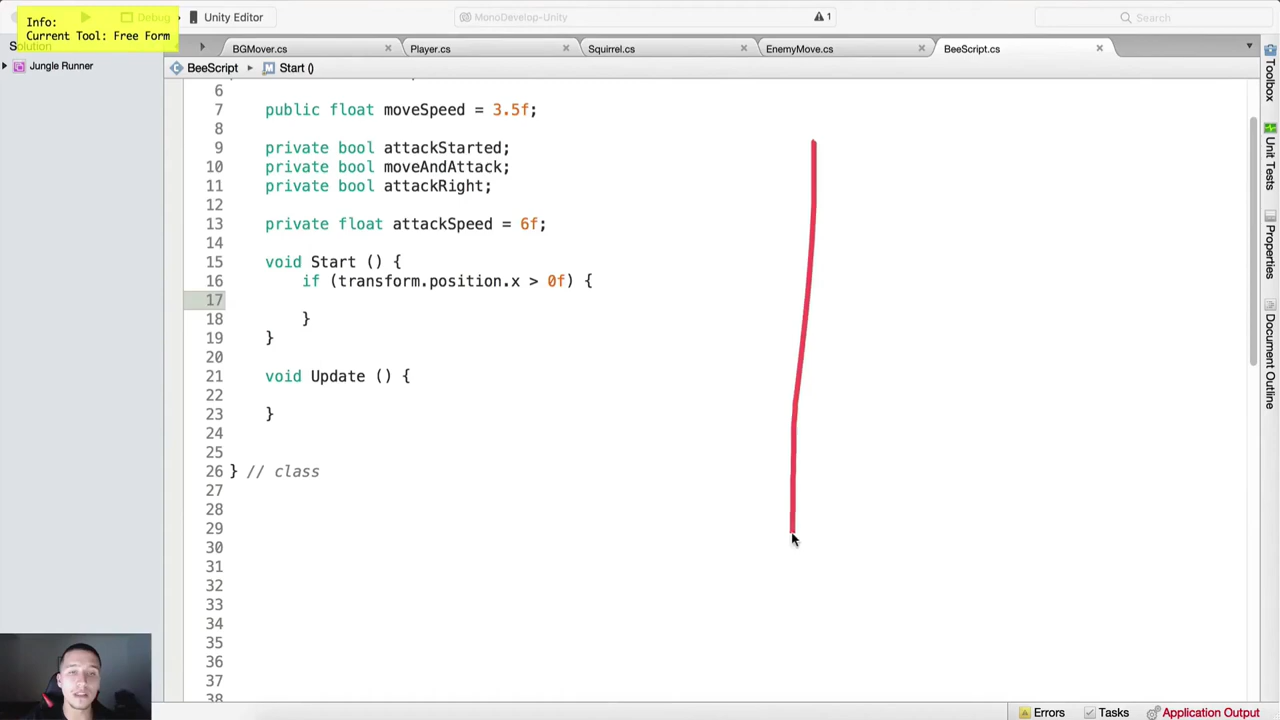 Info:
Current Tool: Free Form
Debug
Unity Editor
MonoDevelop-Unity
1
Search
Solution
Jungle Runner
BGMover.cs
Player.cs
Squirrel.cs
EnemyMove.cs
BeeScript.cs
BeeScript
Start ()
6
7 public float moveSpeed = 3.5f;
8
9 private bool attackStarted;
10 private bool moveAndAttack;
11 private bool attackRight;
12
13 private float attackSpeed = 6f;
14
15 void Start () {
16 if (transform.position.x > 0f) {
17
18 }
19 }
20
21 void Update () {
22
23 }
24
25
26 } // class
27
28
29
30
31
32
33
34
35
36
37
38
Toolbox
Unit Tests
Properties
Document Outline
Errors
Tasks
Application Output